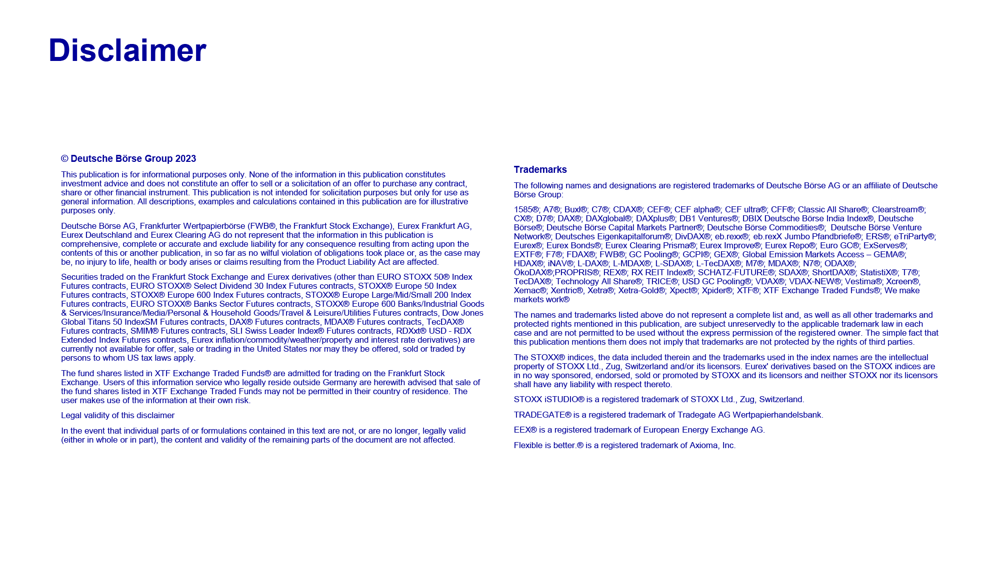 Disclaimer
© Deutsche Börse Group 2023
This publication is for informational purposes only. None of the information in this publication constitutes
investment advice and does not constitute an offer to sell or a solicitation of an offer to purchase any contract,
share or other financial instrument. This publication is not intended for solicitation purposes but only for use as
general information. All descriptions, examples and calculations contained in this publication are for illustrative
purposes only.
Deutsche Börse AG, Frankfurter Wertpapierbörse (FWB®, the Frankfurt Stock Exchange), Eurex Frankfurt AG,
Eurex Deutschland and Eurex Clearing AG do not represent that the information in this publication is
comprehensive, complete or accurate and exclude liability for any consequence resulting from acting upon the
contents of this or another publication, in so far as no wilful violation of obligations took place or, as the case may
be, no injury to life, health or body arises or claims resulting from the Product Liability Act are affected.
Securities traded on the Frankfurt Stock Exchange and Eurex derivatives (other than EURO STOXX 50® Index
Futures contracts, EURO STOXX® Select Dividend 30 Index Futures contracts, STOXX® Europe 50 Index
Futures contracts, STOXX® Europe 600 Index Futures contracts, STOXX® Europe Large/Mid/Small 200 Index
Futures contracts, EURO STOXX® Banks Sector Futures contracts, STOXX® Europe 600 Banks/Industrial Goods
& Services/Insurance/Media/Personal & Household Goods/Travel & Leisure/Utilities Futures contracts, Dow Jones
Global Titans 50 IndexSM Futures contracts, DAX® Futures contracts, MDAX® Futures contracts, TecDAX®
Futures contracts, SMIM® Futures contracts, SLI Swiss Leader Index® Futures contracts, RDXxt® USD - RDX
Extended Index Futures contracts, Eurex inflation/commodity/weather/property and interest rate derivatives) are
currently not available for offer, sale or trading in the United States nor may they be offered, sold or traded by
persons to whom US tax laws apply.
The fund shares listed in XTF Exchange Traded Funds® are admitted for trading on the Frankfurt Stock
Exchange. Users of this information service who legally reside outside Germany are herewith advised that sale of
the fund shares listed in XTF Exchange Traded Funds may not be permitted in their country of residence. The
user makes use of the information at their own risk.
Legal validity of this disclaimer
In the event that individual parts of or formulations contained in this text are not, or are no longer, legally valid
(either in whole or in part), the content and validity of the remaining parts of the document are not affected.
Trademarks
The following names and designations are registered trademarks of Deutsche Börse AG or an affiliate of Deutsche
Börse Group:
1585®; A7®; Buxl®; C7®; CDAX®; CEF®; CEF alpha®; CEF ultra®; CFF®; Classic All Share®; Clearstream®;
CX®; D7®; DAX®; DAXglobal®; DAXplus®; DB1 Ventures®; DBIX Deutsche Börse India Index®, Deutsche
Börse®; Deutsche Börse Capital Markets Partner®; Deutsche Börse Commodities®;  Deutsche Börse Venture
Network®; Deutsches Eigenkapitalforum®; DivDAX®; eb.rexx®; eb.rexX Jumbo Pfandbriefe®; ERS®; eTriParty®;
Eurex®; Eurex Bonds®; Eurex Clearing Prisma®; Eurex Improve®; Eurex Repo®; Euro GC®; ExServes®;
EXTF®; F7®; FDAX®; FWB®; GC Pooling®; GCPI®; GEX®; Global Emission Markets Access – GEMA®;
HDAX®; iNAV®; L-DAX®; L-MDAX®; L-SDAX®; L-TecDAX®; M7®; MDAX®; N7®; ODAX®;
ÖkoDAX®;PROPRIS®; REX®; RX REIT Index®; SCHATZ-FUTURE®; SDAX®; ShortDAX®; StatistiX®; T7®;
TecDAX®; Technology All Share®; TRICE®; USD GC Pooling®; VDAX®; VDAX-NEW®; Vestima®; Xcreen®,
Xemac®; Xentric®, Xetra®; Xetra-Gold®; Xpect®; Xpider®; XTF®; XTF Exchange Traded Funds®; We make
markets work®
The names and trademarks listed above do not represent a complete list and, as well as all other trademarks and
protected rights mentioned in this publication, are subject unreservedly to the applicable trademark law in each
case and are not permitted to be used without the express permission of the registered owner. The simple fact that
this publication mentions them does not imply that trademarks are not protected by the rights of third parties.
The STOXX® indices, the data included therein and the trademarks used in the index names are the intellectual
property of STOXX Ltd., Zug, Switzerland and/or its licensors. Eurex' derivatives based on the STOXX indices are
in no way sponsored, endorsed, sold or promoted by STOXX and its licensors and neither STOXX nor its licensors
shall have any liability with respect thereto.
STOXX iSTUDIO® is a registered trademark of STOXX Ltd., Zug, Switzerland.
TRADEGATE® is a registered trademark of Tradegate AG Wertpapierhandelsbank.
EEX® is a registered trademark of European Energy Exchange AG.
Flexible is better.® is a registered trademark of Axioma, Inc.